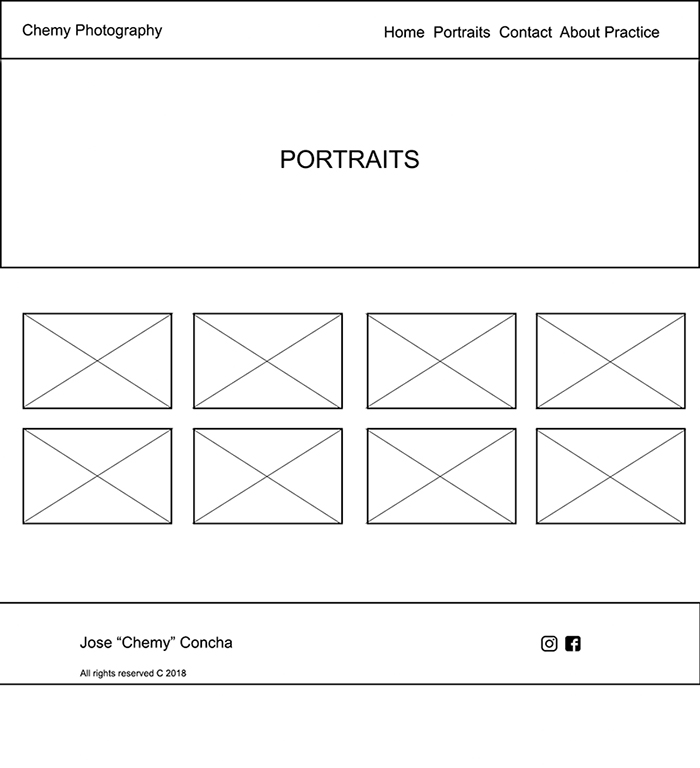 Chemy Photography
Home Portraits Contact About Practice
PORTRAITS
Jose “Chemy” Concha
All rights reserved C 2018